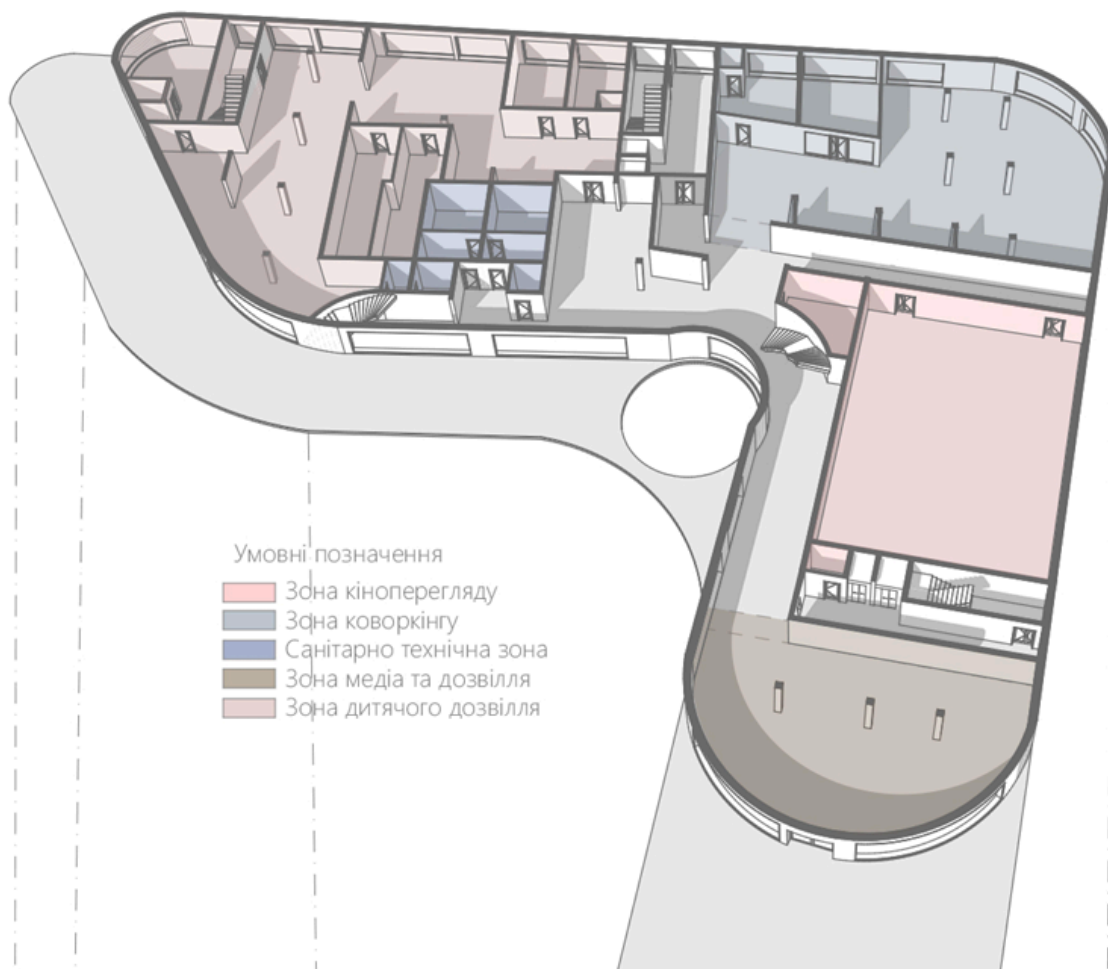 Умовні позначення
Зона кіноперегляду
Зона коворкінгу
Санітарно технічна зона
Зона медіа та дозвілля
Зона дитячого дозвілля